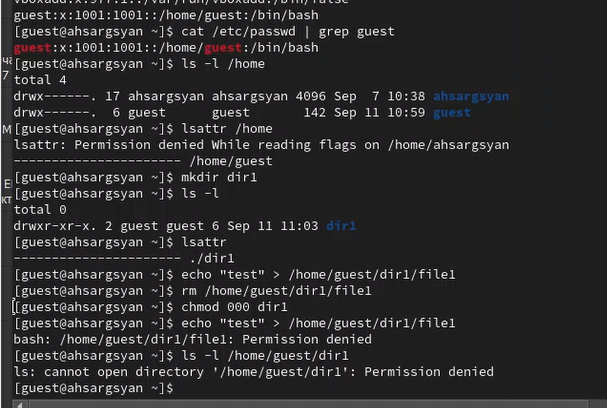 guest:x:1001:1001::/home/guest:/bin/bash
[guest@ahsargsyan ~]$ cat /etc/passwd | grep guest
guest:x:1001:1001::/home/guest:/bin/bash
[guest@ahsargsyan ~]$ ls -l /home
total 4
drwx------. 17 ahsargsyan ahsargsyan 4096 Sep  7 10:38 ahsargsyan
drwx------.  6 guest      guest       142 Sep 11 10:59 guest
[guest@ahsargsyan ~]$ lsattr /home
lsattr: Permission denied While reading flags on /home/ahsargsyan
---------------------- /home/guest
[guest@ahsargsyan ~]$ mkdir dir1
[guest@ahsargsyan ~]$ ls -l
total 0
drwxr-xr-x. 2 guest guest 6 Sep 11 11:03 dir1
[guest@ahsargsyan ~]$ lsattr
---------------------- ./dir1
[guest@ahsargsyan ~]$ echo "test" > /home/guest/dir1/file1
[guest@ahsargsyan ~]$ rm /home/guest/dir1/file1
[guest@ahsargsyan ~]$ chmod 000 dir1
[guest@ahsargsyan ~]$ echo "test" > /home/guest/dir1/file1
bash: /home/guest/dir1/file1: Permission denied
[guest@ahsargsyan ~]$ ls -l /home/guest/dir1
ls: cannot open directory '/home/guest/dir1': Permission denied
[guest@ahsargsyan ~]$